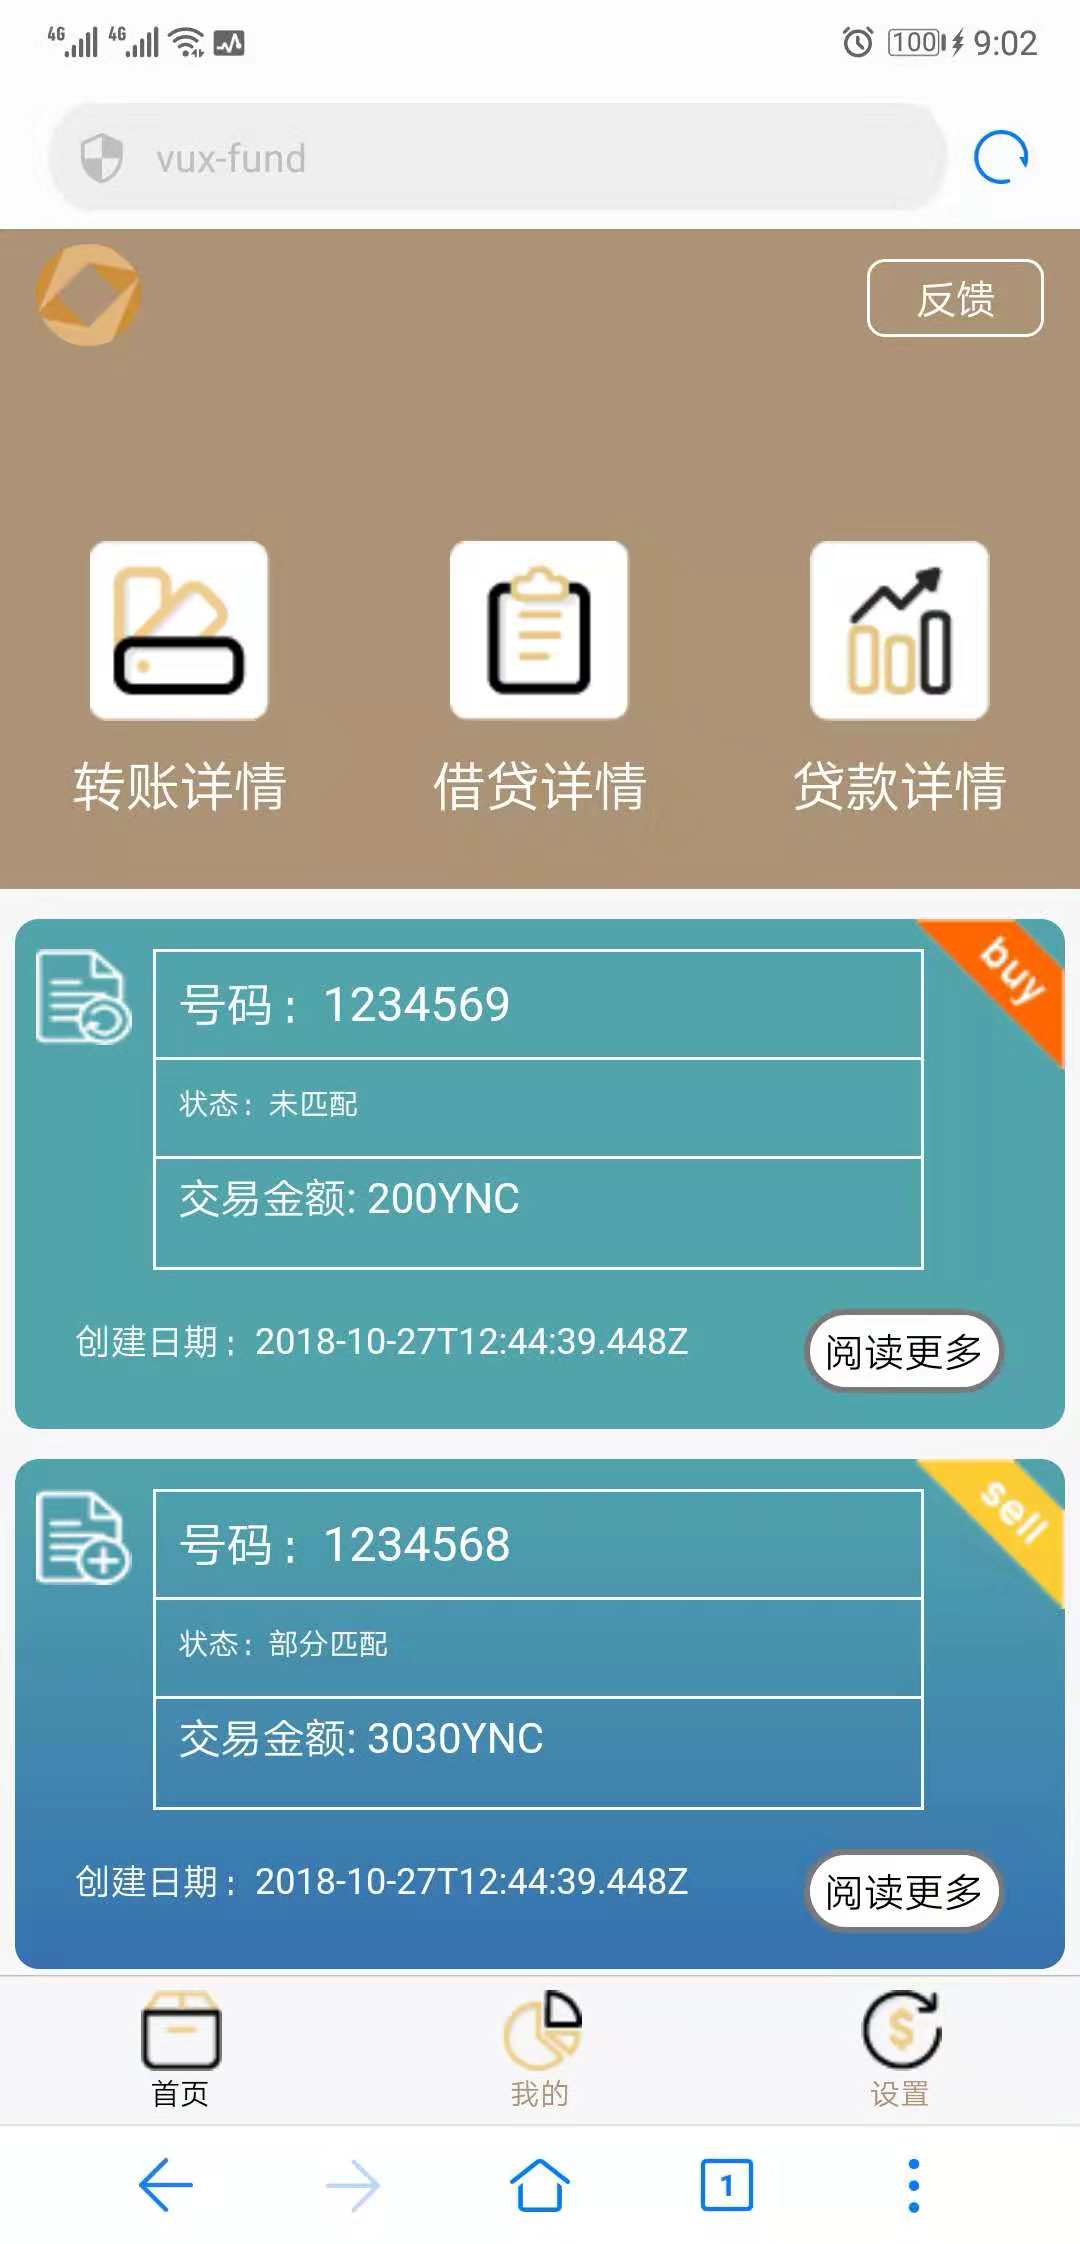 4G 4G 100 9:02
vux-fund
反馈
转账详情 借贷详情 贷款详情
buy
号码： 1234569
状态： 未匹配
交易金额: 200YNC
创建日期： 2018-10-27T12:44:39.448Z 阅读更多
sell
号码： 1234568
状态： 部分匹配
交易金额: 3030YNC
创建日期： 2018-10-27T12:44:39.448Z 阅读更多
首页 我的 设置
1